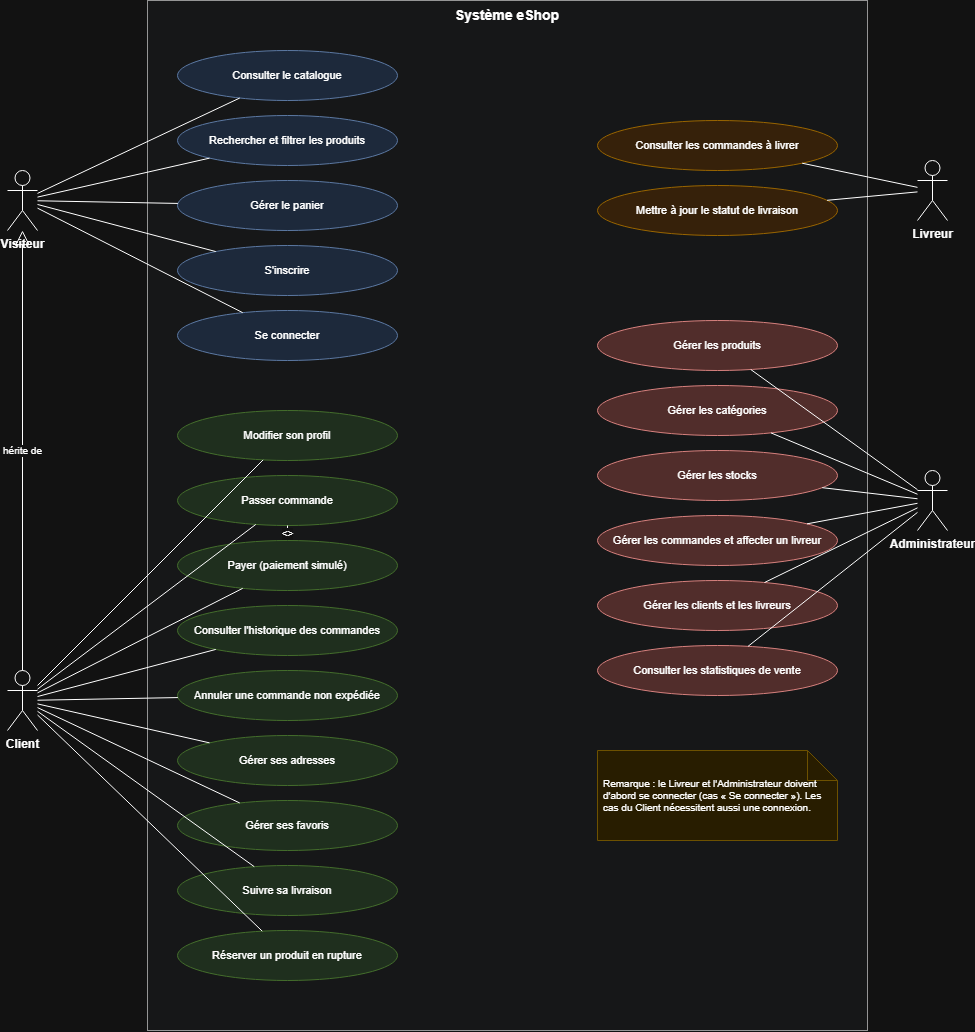 Système eShop
Consulter le catalogue
Rechercher et filtrer les produits
Gérer le panier
S'inscrire
Se connecter
Visiteur
hérite de
Modifier son profil
Passer commande
<>
Payer (paiement simulé)
Consulter l'historique des commandes
Annuler une commande non expédiée
Gérer ses adresses
Gérer ses favoris
Suivre sa livraison
Réserver un produit en rupture
Client
Consulter les commandes à livrer
Mettre à jour le statut de livraison
Livreur
Gérer les produits
Gérer les catégories
Gérer les stocks
Gérer les commandes et affecter un livreur
Gérer les clients et les livreurs
Consulter les statistiques de vente
Administrateur
Remarque : le Livreur et l'Administrateur doivent
d'abord se connecter (cas « Se connecter »). Les
cas du Client nécessitent aussi une connexion.